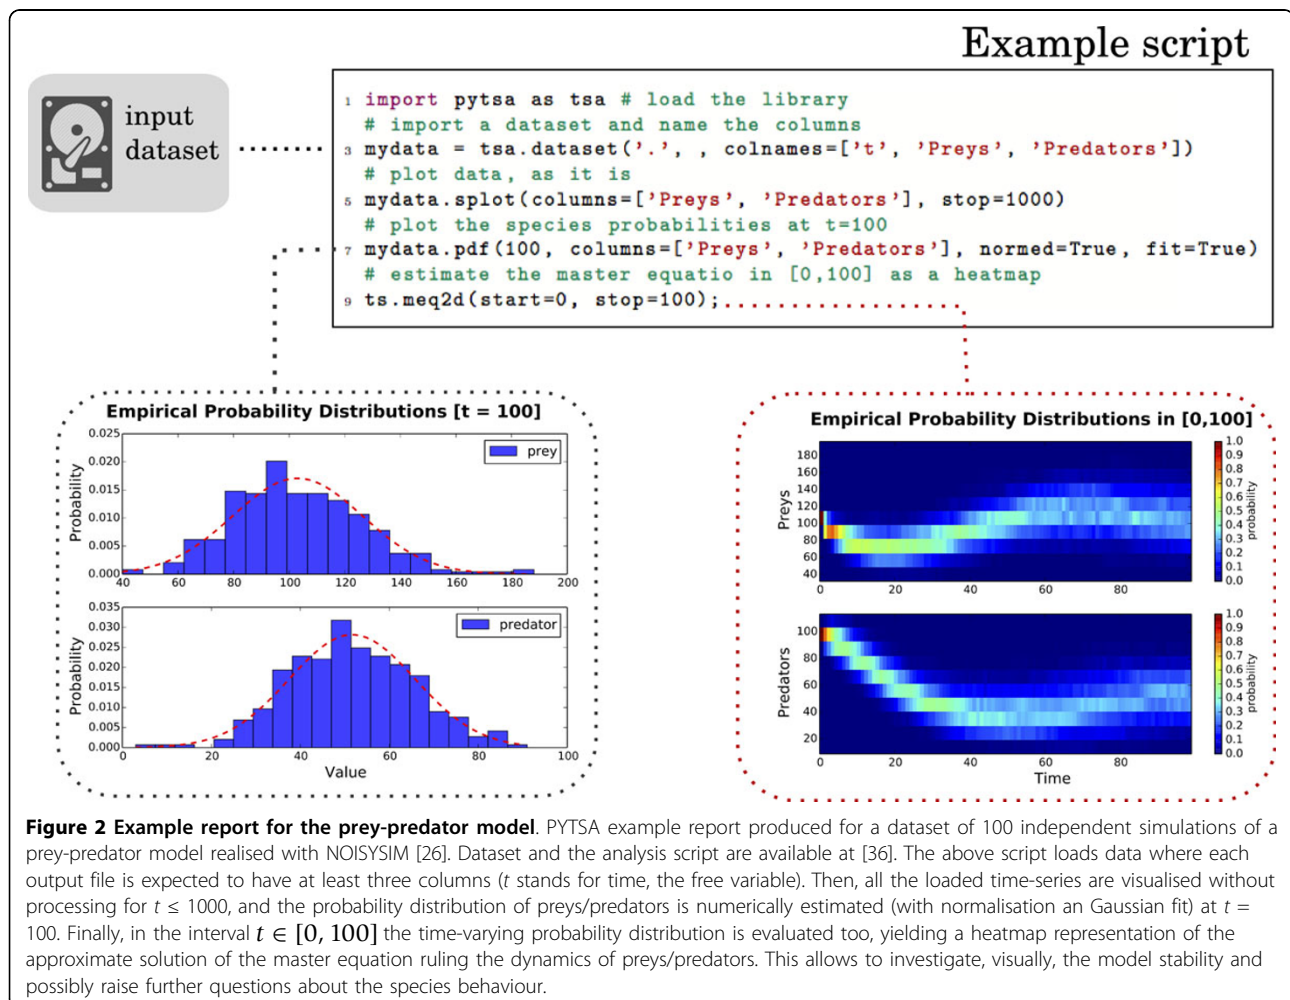 Example script
input
dataset
1 import pytsa as tsa # load the library
# import a dataset and name the columns
3 mydata = tsa.dataset('.', , colnames=['t', 'Preys', 'Predators'])
# plot data, as it is
5 mydata.splot(columns=['Preys', 'Predators'], stop=1000)
# plot the species probabilities at t=100
7 mydata.pdf(100, columns=['Preys', 'Predators'], normed=True, fit=True)
# estimate the master equatio in [0,100] as a heatmap
9 ts.meq2d(start=0, stop=100);
Empirical Probability Distributions [t = 100]
0.025
0.020
0.015
0.010
0.005
0.000
Probability
prey
40 60 80 100 120 140 160 180 200
0.035
0.030
0.025
0.020
0.015
0.010
0.005
0.000
Probability
predator
0 20 40 60 80 100
Value
Empirical Probability Distributions in [0,100]
180
160
140
120
100
80
60
40
Preys
0 20 40 60 80
1.0
0.9
0.8
0.7
0.6
0.5
0.4
0.3
0.2
0.1
0.0
probability
100
80
60
40
20
Predators
0 20 40 60 80
Time
1.0
0.9
0.8
0.7
0.6
0.5
0.4
0.3
0.2
0.1
0.0
probability
Figure 2 Example report for the prey-predator model. PYTSA example report produced for a dataset of 100 independent simulations of a
prey-predator model realised with NOISYSIM [26]. Dataset and the analysis script are available at [36]. The above script loads data where each
output file is expected to have at least three columns (t stands for time, the free variable). Then, all the loaded time-series are visualised without
processing for t ≤ 1000, and the probability distribution of preys/predators is numerically estimated (with normalisation an Gaussian fit) at t =
100. Finally, in the interval t ∈ [0, 100] the time-varying probability distribution is evaluated too, yielding a heatmap representation of the
approximate solution of the master equation ruling the dynamics of preys/predators. This allows to investigate, visually, the model stability and
possibly raise further questions about the species behaviour.